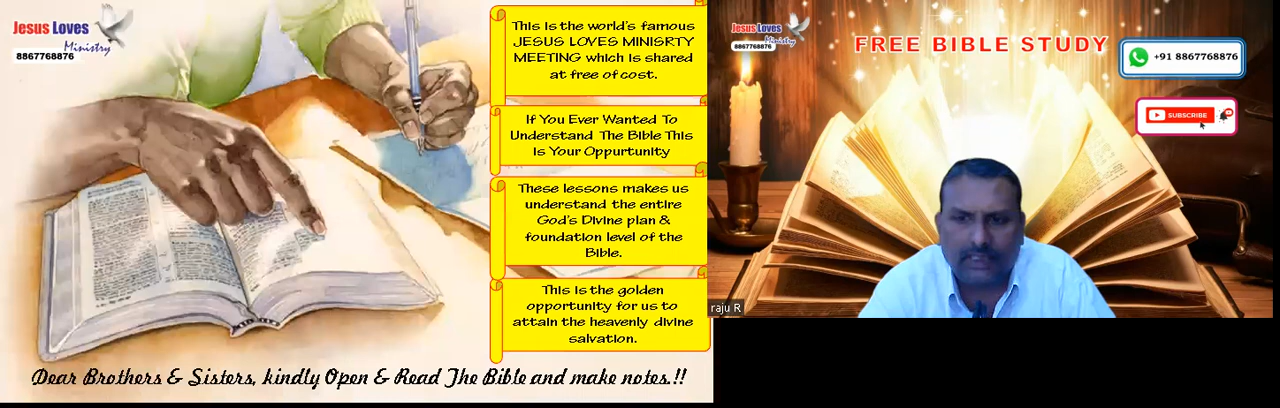 Jesus Loves
Ministry
8867768876
This is the world's famous
JESUS LOVES MINISRTY
MEETING which is shared
at free of cost.
If You Ever Wanted To
Understand The Bible This
is Your Oppurtunity
These lessons makes us
understand the entire
God's Divine plan &
foundation level of the
Bible.
This is the golden
opportunity for us to
attain the heavenly divine
salvation.
Dear Brothers & Sisters, kindly Open & Read The Bible and make notes.!!
Jesus Loves
Ministry
8867768876
FREE BIBLE STUDY
+91 8867768876
SUBSCRIBE
raju R